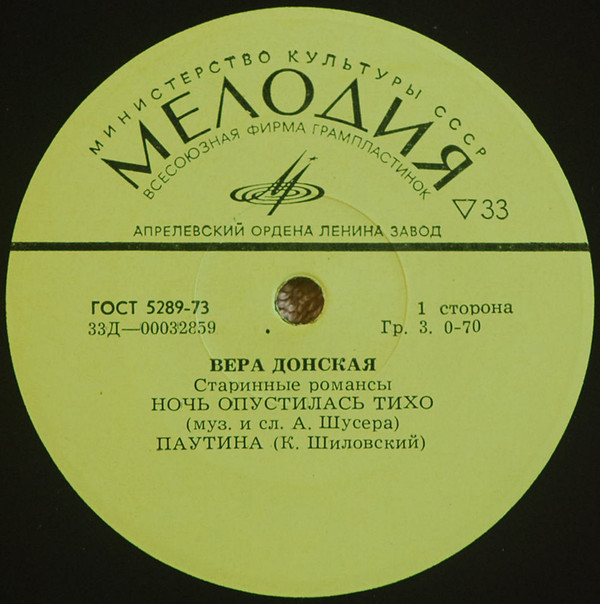 МИНИСТЕРСТВО КУЛЬТУРЫ СССР
МЕЛОДИЯ
ВСЕСОЮЗНАЯ ФИРМА ГРАМПЛАСТИНОК
▽33
АПРЕЛЕВСКИЙ ОРДЕНА ЛЕНИНА ЗАВОД
ГОСТ 5289-73
1 сторона
33Д—00032859
Гр. 3. 0-70
ВЕРА ДОНСКАЯ
Старинные романсы
НОЧЬ ОПУСТИЛАСЬ ТИХО
(муз. и сл. А. Шусера)
ПАУТИНА (К. Шиловский)